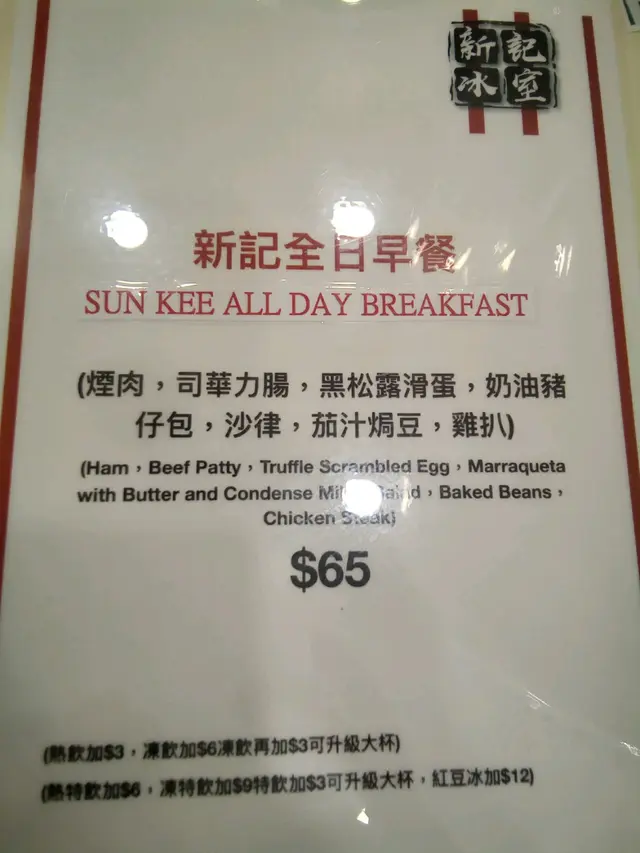 新記
冰室
新記全日早餐
SUN KEE ALL DAY BREAKFAST
(煙肉，司華力腸，黑松露滑蛋，奶油豬
仔包，沙律，茄汁焗豆，雞扒)
(Ham，Beef Patty，Truffle Scrambled Egg，Marraqueta
with Butter and Condense，Baked Beans，
Chicken Steak)
$65
(熱飲加$3，凍飲加$6凍飲再加$3可升級大杯)
(熱特飲加$6，凍特飲加$9特飲加$3可升級大杯，紅豆冰加$12)